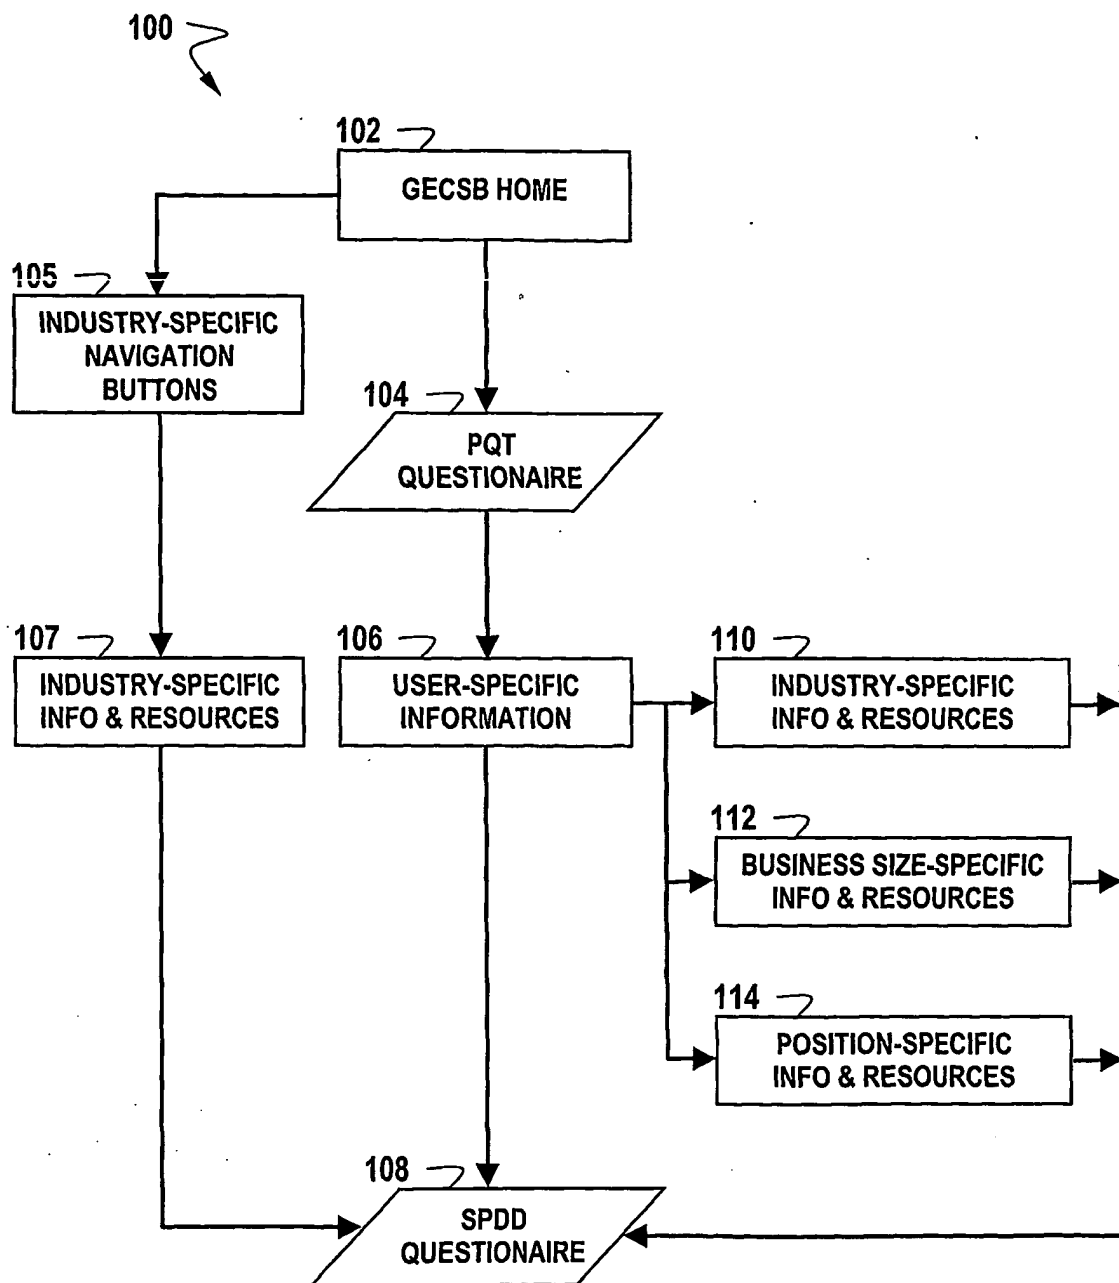 100
102
GECSB HOME
105
INDUSTRY-SPECIFIC
NAVIGATION
BUTTONS
104
PQT
QUESTIONAIRE
107
INDUSTRY-SPECIFIC
INFO & RESOURCES
106
USER-SPECIFIC
INFORMATION
110
INDUSTRY-SPECIFIC
INFO & RESOURCES
112
BUSINESS SIZE-SPECIFIC
INFO & RESOURCES
114
POSITION-SPECIFIC
INFO & RESOURCES
108
SPDD
QUESTIONAIRE